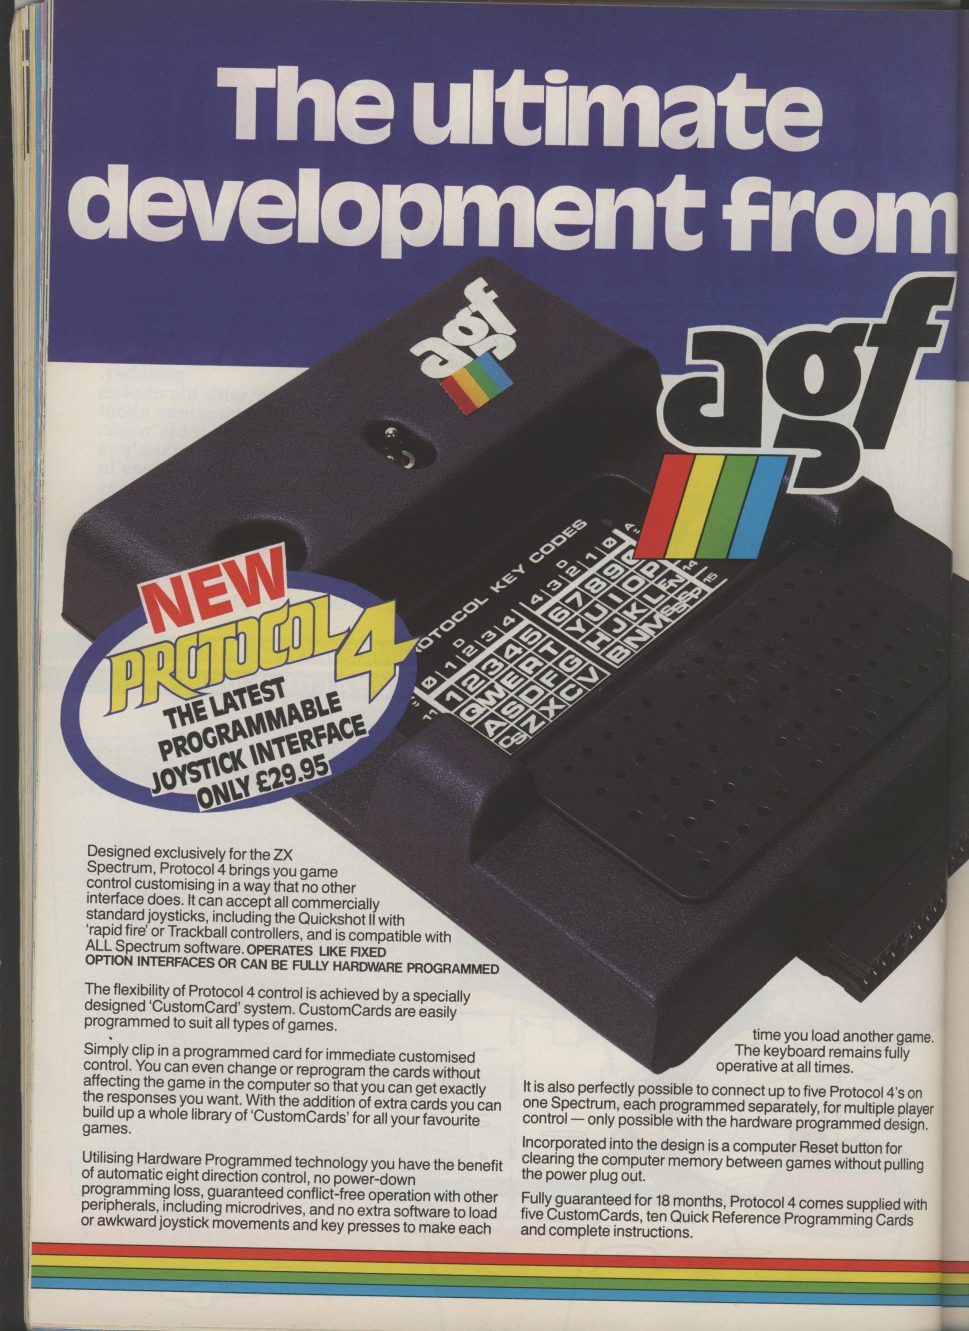 The ultimate
development from
agf
agf
PROTOCOL KEY CODES
NEW
PROTOCOL 4
THE LATEST
PROGRAMMABLE
JOYSTICK INTERFACE
ONLY £29.95
Designed exclusively for the ZX
Spectrum, Protocol 4 brings you game
control customising in a way that no other
interface does. It can accept all commercially
standard joysticks, including the Quickshot II with
'rapid fire' or Trackball controllers, and is compatible with
ALL Spectrum software. OPERATES LIKE FIXED
OPTION INTERFACES OR CAN BE FULLY HARDWARE PROGRAMMED
The flexibility of Protocol 4 control is achieved by a specially
designed 'CustomCard' system. CustomCards are easily
programmed to suit all types of games.
Simply clip in a programmed card for immediate customised
control. You can even change or reprogram the cards without
affecting the game in the computer so that you can get exactly
the responses you want. With the addition of extra cards you can
build up a whole library of 'CustomCards' for all your favourite
games.
Utilising Hardware Programmed technology you have the benefit
of automatic eight direction control, no power-down
programming loss, guaranteed conflict-free operation with other
peripherals, including microdrives, and no extra software to load
or awkward joystick movements and key presses to make each
time you load another game.
The keyboard remains fully
operative at all times.
It is also perfectly possible to connect up to five Protocol 4's on
one Spectrum, each programmed separately, for multiple player
control — only possible with the hardware programmed design.
Incorporated into the design is a computer Reset button for
clearing the computer memory between games without pulling
the power plug out.
Fully guaranteed for 18 months, Protocol 4 comes supplied with
five CustomCards, ten Quick Reference Programming Cards
and complete instructions.